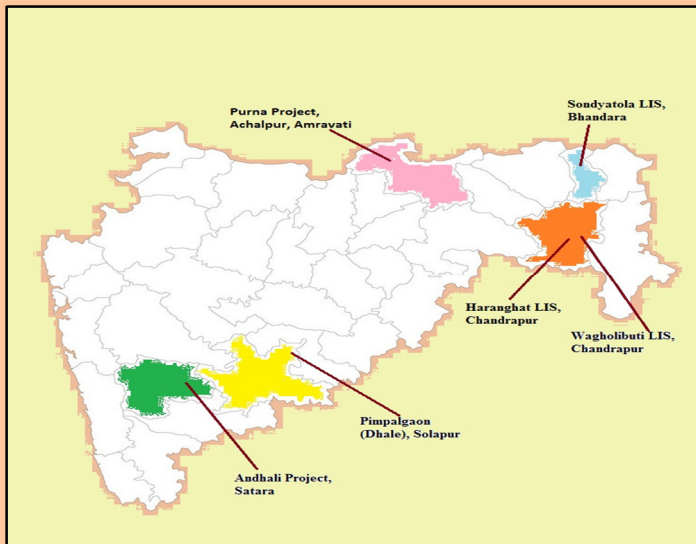 Sondyatola LIS,
Bhandara
Purna Project,
Achalpur, Amravati
Haranghat LIS,
Chandrapur
Wagholibuti LIS,
Chandrapur
Pimpalgaon
(Dhale), Solapur
Andhali Project,
Satara